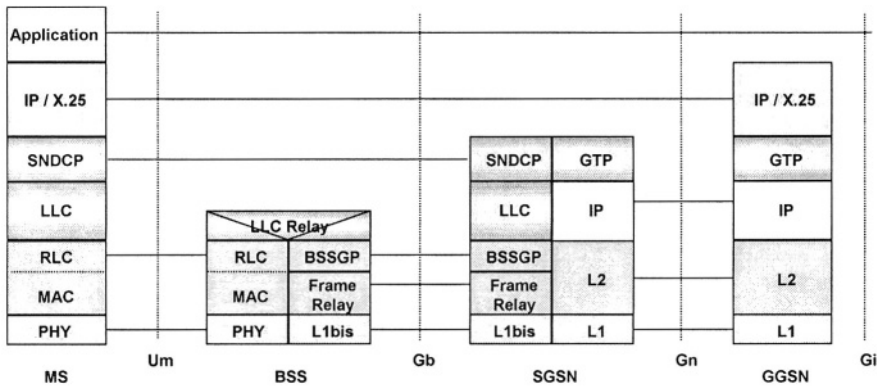 Application
IP / X.25
IP / X.25
SNDCP
SNDCP
GTP
GTP
LLC
LLC
IP
IP
LLC Relay
RLC
RLC
BSSGP
BSSGP
L2
L2
MAC
MAC
Frame
Relay
Frame
Relay
PHY
PHY
L1bis
L1bis
L1
L1
Um
Gb
Gn
Gi
MS
BSS
SGSN
GGSN